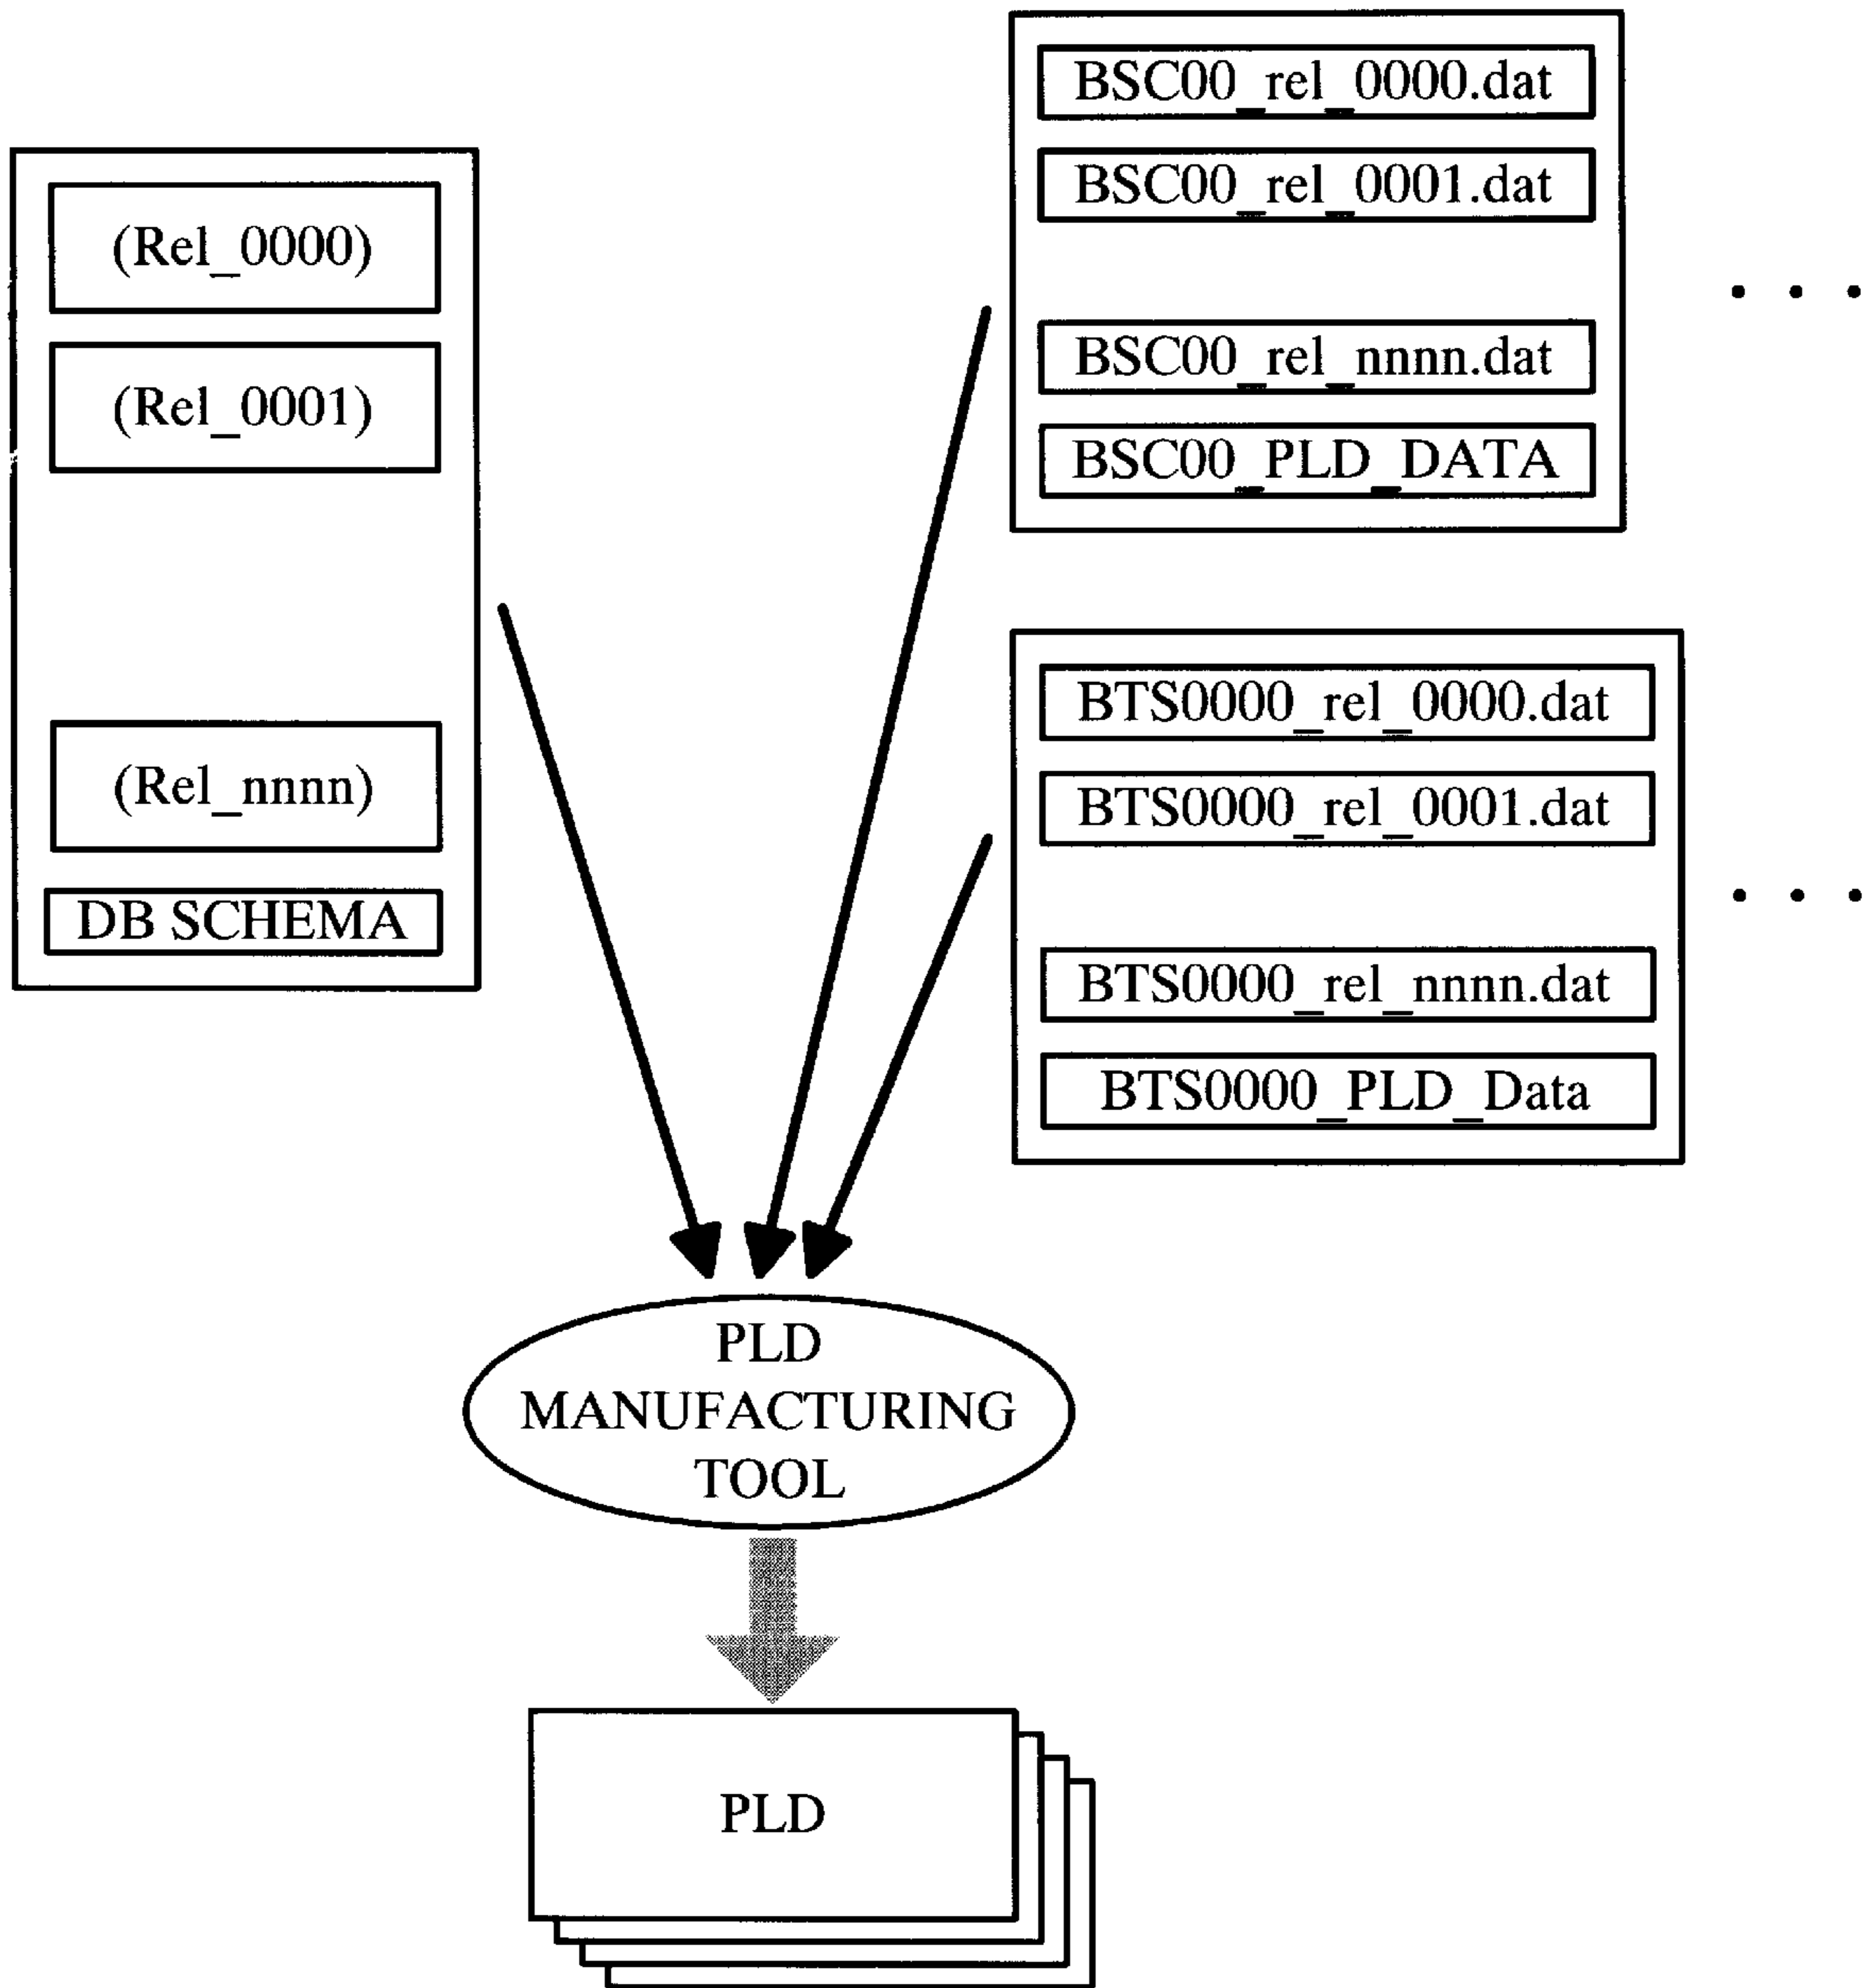 (Rel_0000)
(Rel_0001)
(Rel_nnnn)
DB SCHEMA
BSC00_rel_0000.dat
BSC00_rel_0001.dat
BSC00_rel_nnnn.dat
BSC00_PLD_DATA
. . .
BTS0000_rel_0000.dat
BTS0000_rel_0001.dat
BTS0000_rel_nnnn.dat
BTS0000_PLD_Data
. . .
PLD
MANUFACTURING
TOOL
PLD